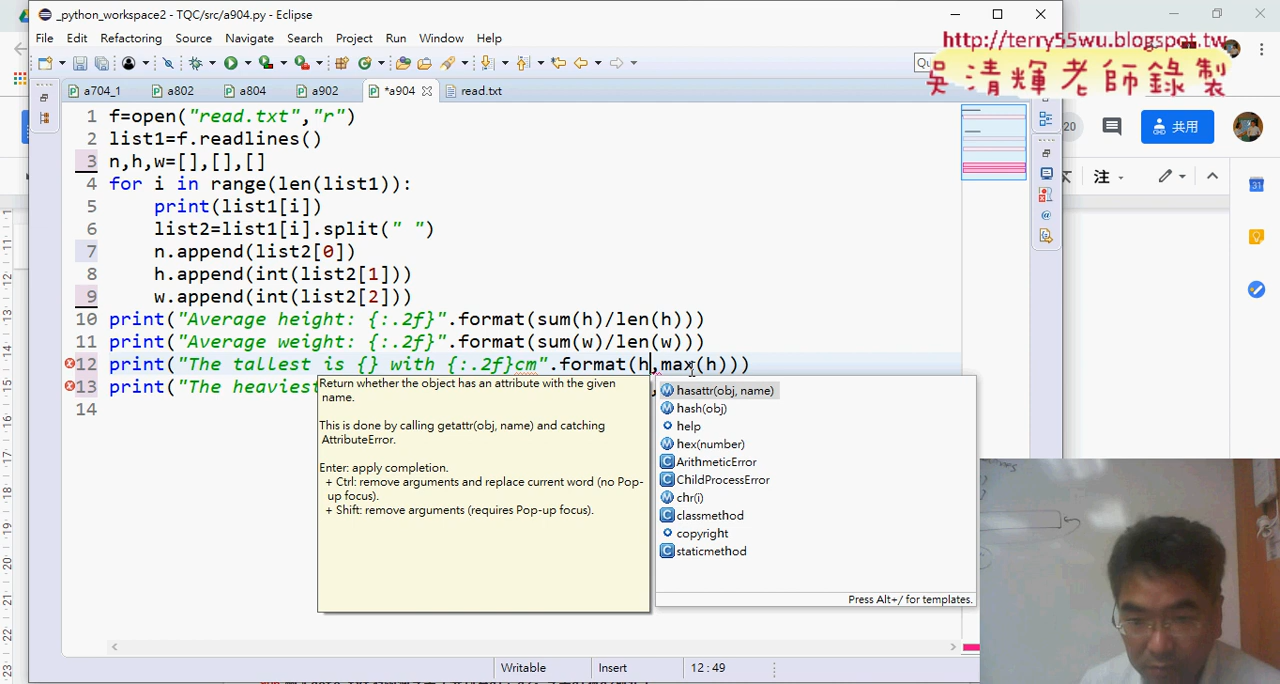 _python_workspace2 - TQC/src/a904.py - Eclipse
http://terry55wu.blogspot.tw
吳清輝老師錄製
File Edit Refactoring Source Navigate Search Project Run Window Help
a704_1 a802 a804 a902 *a904 read.txt
20 共用
注
1 f=open("read.txt","r")
2 list1=f.readlines()
3 n,h,w=[],[],[]
4 for i in range(len(list1)):
5 print(list1[i])
6 list2=list1[i].split(" ")
7 n.append(list2[0])
8 h.append(int(list2[1]))
9 w.append(int(list2[2]))
10 print("Average height: {:.2f}".format(sum(h)/len(h)))
11 print("Average weight: {:.2f}".format(sum(w)/len(w)))
12 print("The tallest is {} with {:.2f}cm".format(h,max(h)))
13 print("The heaviest
14
Return whether the object has an attribute with the given
name.
This is done by calling getattr(obj, name) and catching
AttributeError.
Enter: apply completion.
+ Ctrl: remove arguments and replace current word (no Pop-
up focus).
+ Shift: remove arguments (requires Pop-up focus).
hasattr(obj, name)
hash(obj)
help
hex(number)
ArithmeticError
ChildProcessError
chr(i)
classmethod
copyright
staticmethod
Press Alt+/ for templates.
Writable Insert 12 : 49